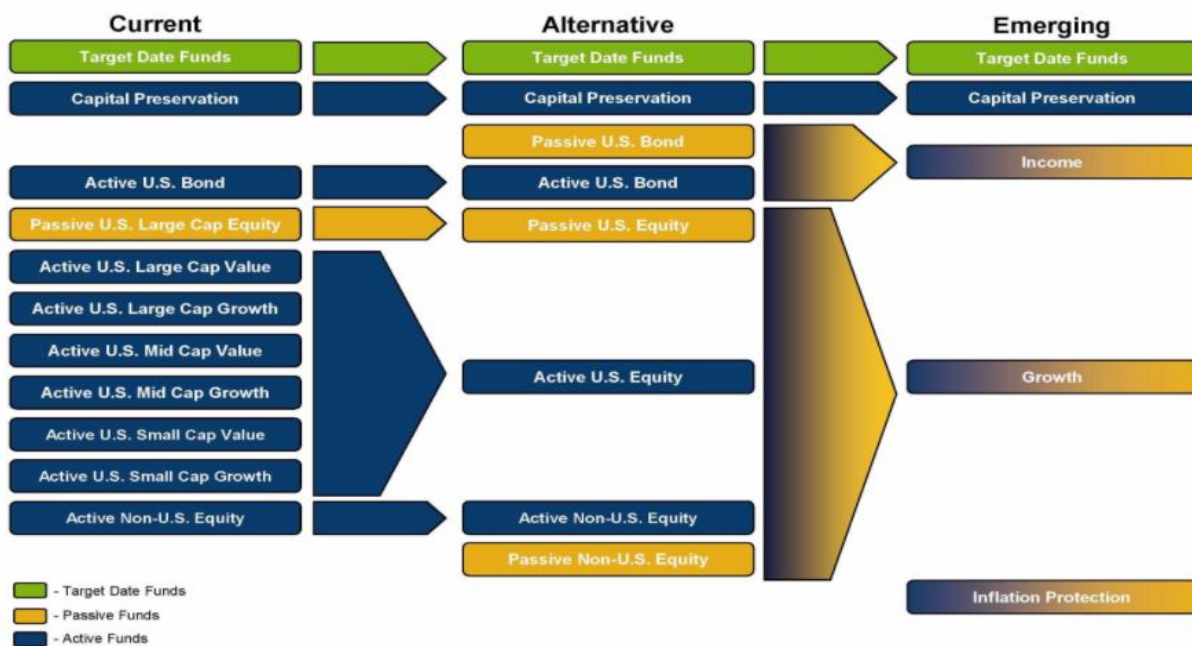 Current Alternative Emerging
Target Date Funds Target Date Funds Target Date Funds
Capital Preservation Capital Preservation Capital Preservation
Passive U.S. Bond
Income
Active U.S. Bond Active U.S. Bond
Passive U.S. Large Cap Equity Passive U.S. Equity
Active U.S. Large Cap Value
Active U.S. Large Cap Growth
Active U.S. Mid Cap Value
Active U.S. Equity Growth
Active U.S. Mid Cap Growth
Active U.S. Small Cap Value
Active U.S. Small Cap Growth
Active Non-U.S. Equity Active Non-U.S. Equity
Passive Non-U.S. Equity
- Target Date Funds
Inflation Protection
- Passive Funds
- Active Funds